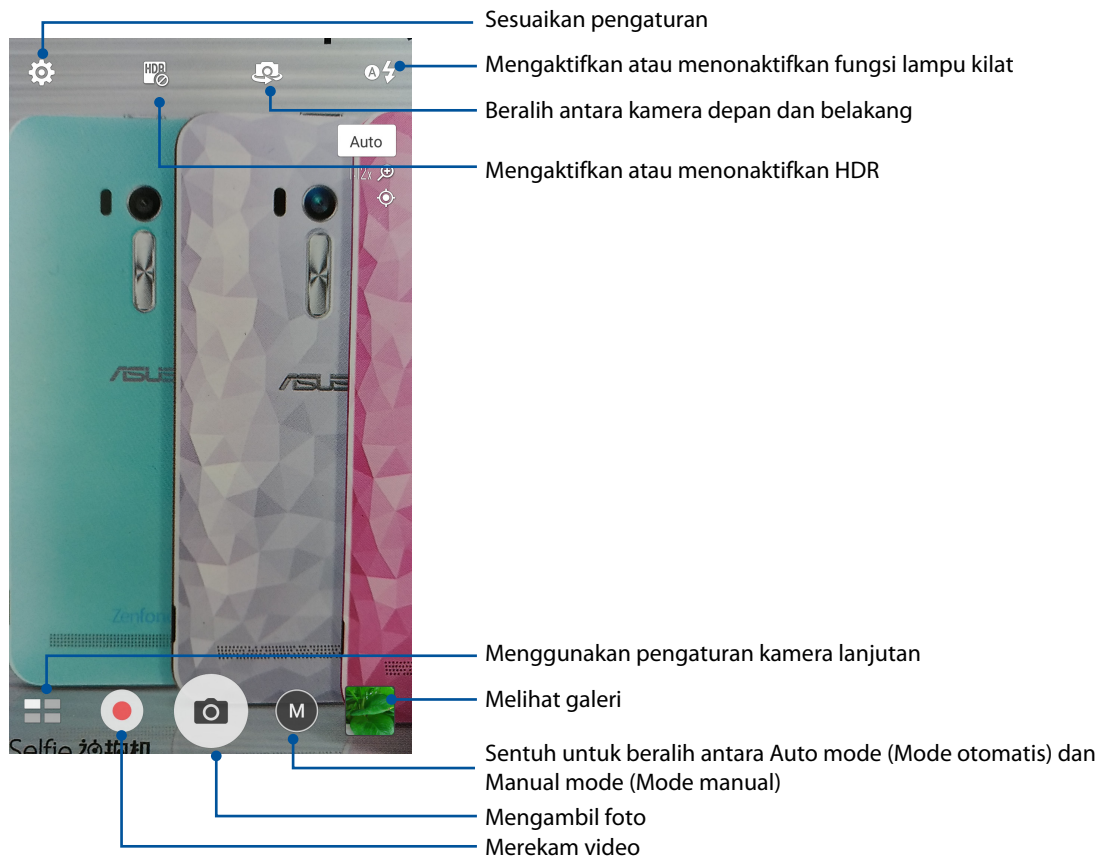 Sesuaikan pengaturan
HDR
A
Mengaktifkan atau menonaktifkan fungsi lampu kilat
Beralih antara kamera depan dan belakang
Auto
Mengaktifkan atau menonaktifkan HDR
ASUS
ASUS
Zenfon
Menggunakan pengaturan kamera lanjutan
M
Melihat galeri
Selfie
Sentuh untuk beralih antara Auto mode (Mode otomatis) dan
Manual mode (Mode manual)
Mengambil foto
Merekam video